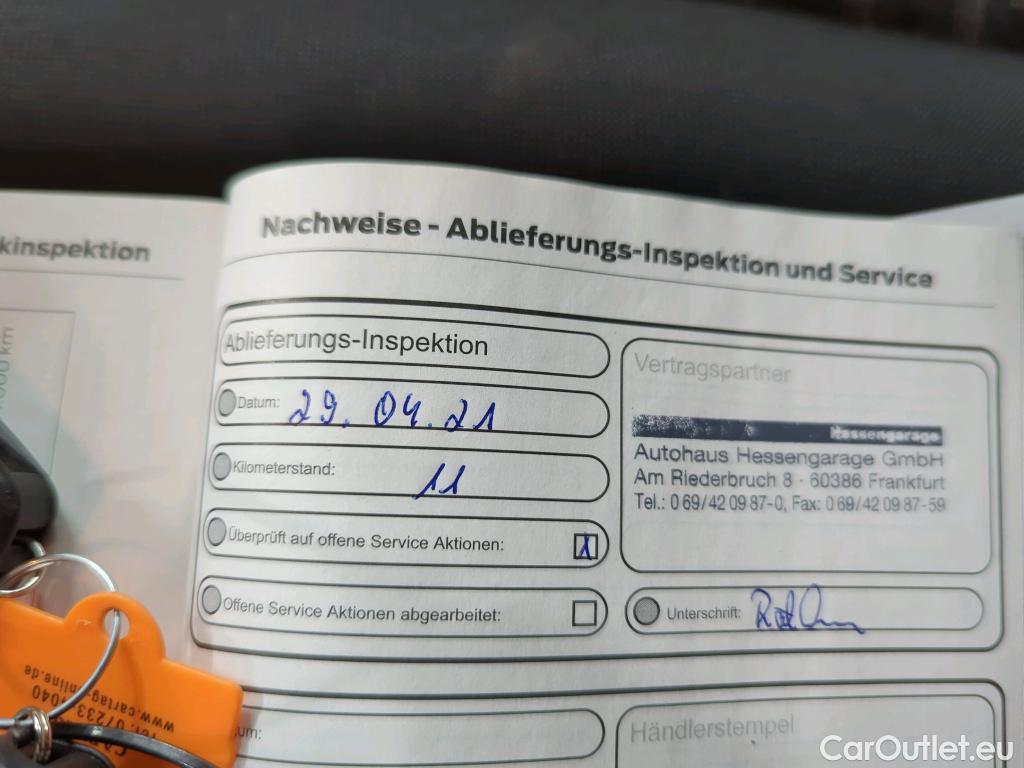 kinspektion
Nachweise - Ablieferungs-Inspektion und Service
Ablieferungs-Inspektion
Datum: 29.04.21
Kilometerstand: 11
Überprüft auf offene Service Aktionen: X
Offene Service Aktionen abgearbeitet:
Vertragspartner
Hessengarage
Autohaus Hessengarage GmbH
Am Riederbruch 8 · 60386 Frankfurt
Tel.: 0 69/42 09 87-0, Fax: 0 69/42 09 87-59
Unterschrift:
um:
Händlerstempel
www.cartag-online.de
CarOutlet.eu